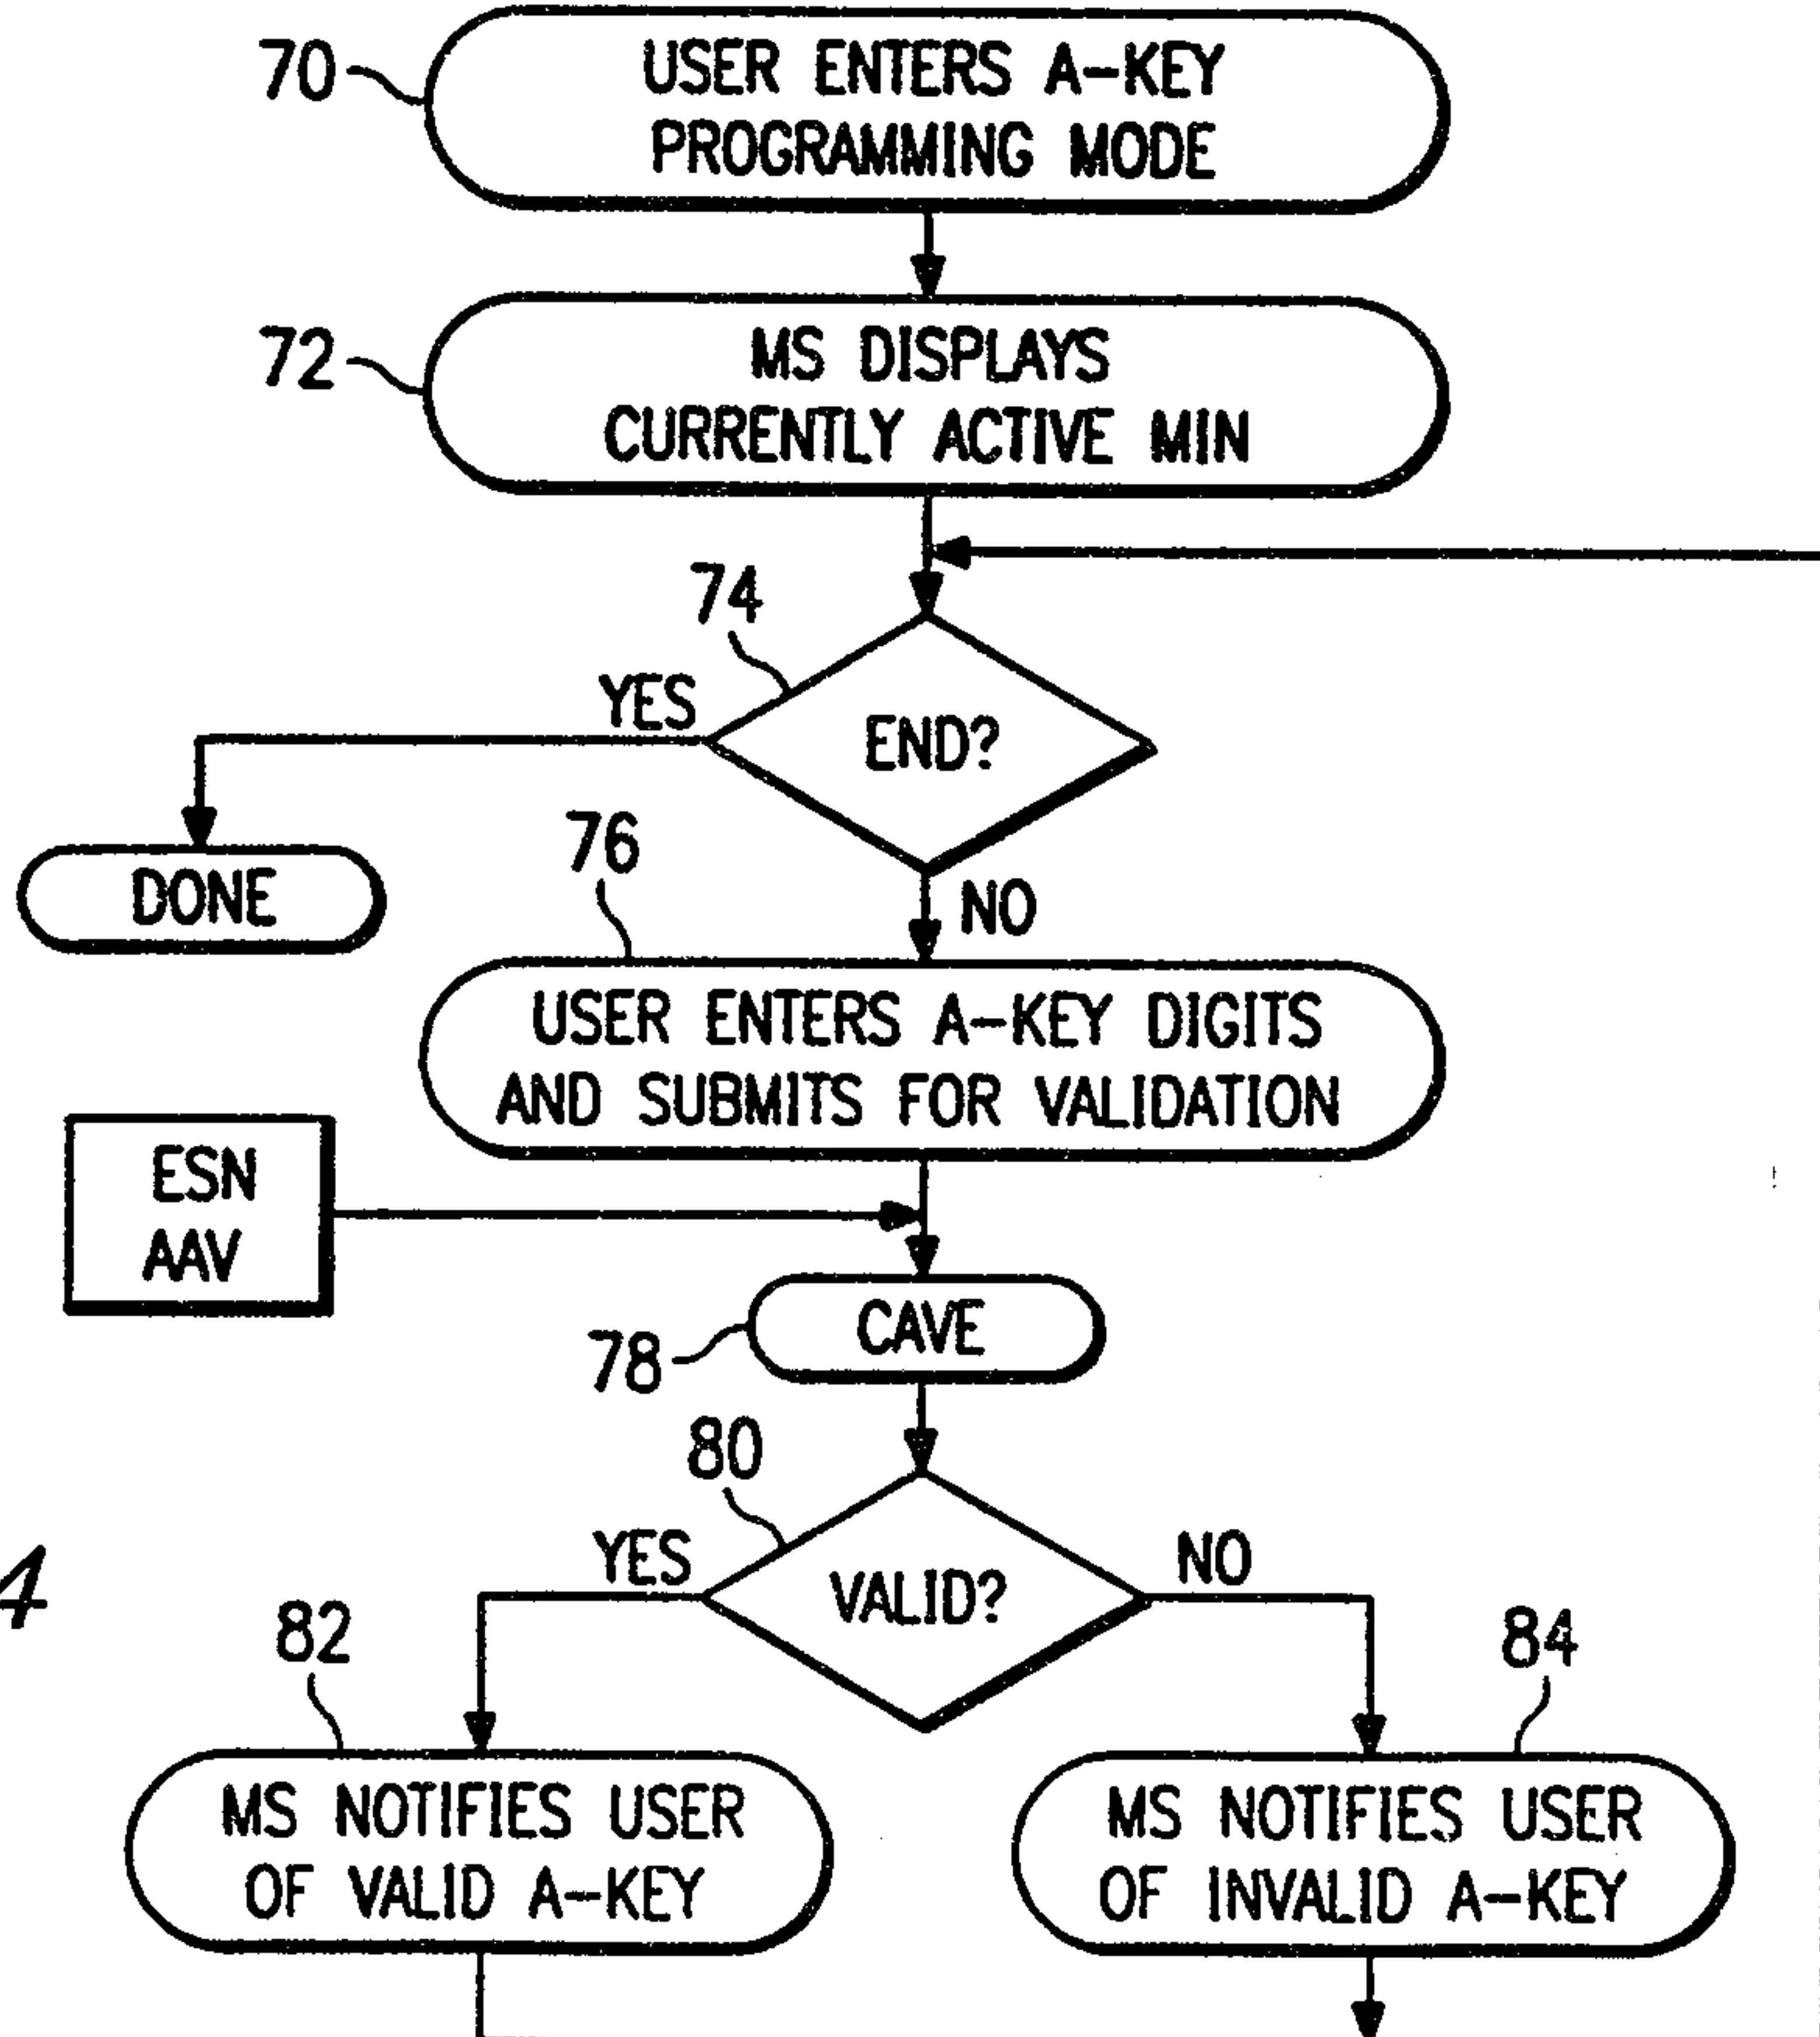 70
USER ENTERS A-KEY
PROGRAMMING MODE
72
MS DISPLAYS
CURRENTLY ACTIVE MIN
74
YES
END?
DONE
NO
76
USER ENTERS A-KEY DIGITS
AND SUBMITS FOR VALIDATION
ESN
AAV
CAVE
78
80
YES
VALID?
NO
4
82
84
MS NOTIFIES USER
OF VALID A-KEY
MS NOTIFIES USER
OF INVALID A-KEY